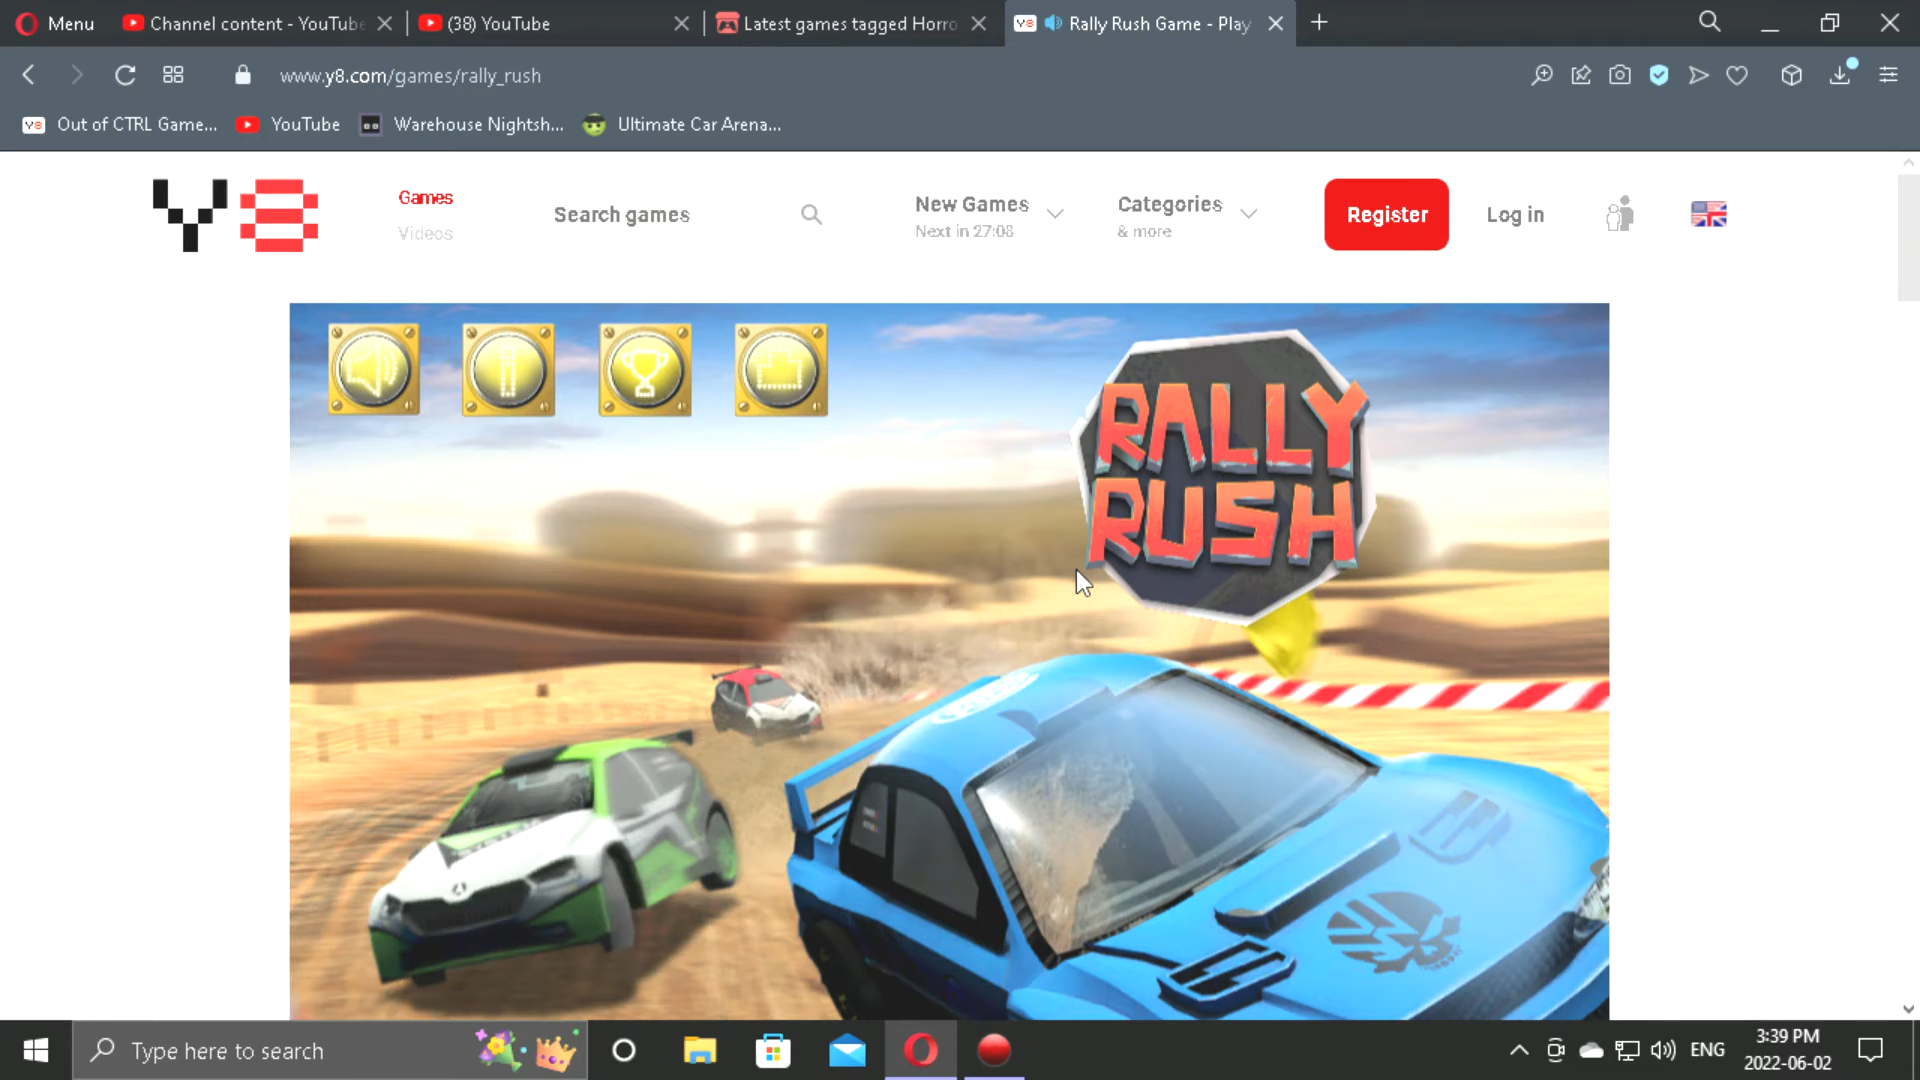 Menu
Channel content - YouTube
(38) YouTube
Latest games tagged Horro
Y8
Rally Rush Game - Play
www.y8.com/games/rally_rush
Y8
Out of CTRL Game...
YouTube
Warehouse Nightsh...
Ultimate Car Arena...
Y8
Games
Videos
Search games
New Games
Next in 27:08
Categories
& more
Register
Log in
RALLY
RUSH
Type here to search
ENG
3:39 PM
2022-06-02